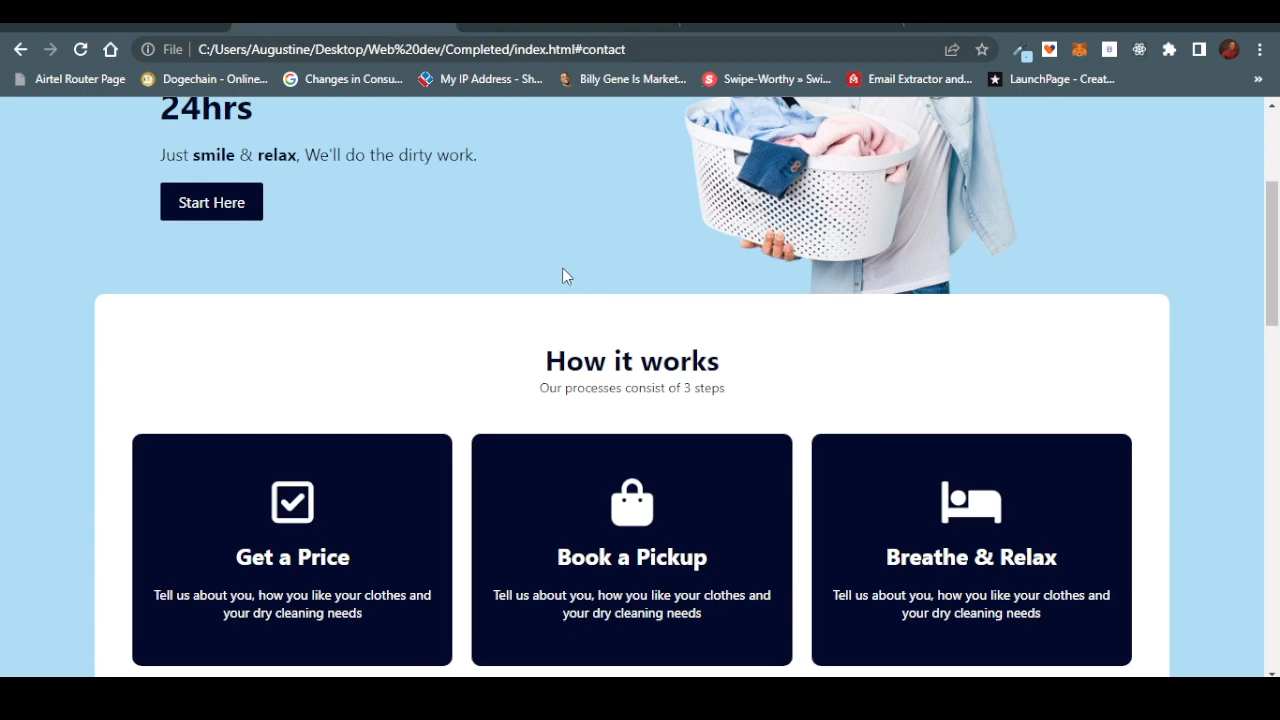 File
C:/Users/Augustine/Desktop/Web%20dev/Completed/index.html#contact
Airtel Router Page
Dogechain - Online...
Changes in Consu...
My IP Address - Sh...
Billy Gene Is Market...
Swipe-Worthy » Swi...
Email Extractor and...
LaunchPage - Creat...
»
24hrs
Just smile & relax, We'll do the dirty work.
Start Here
How it works
Our processes consist of 3 steps
Get a Price
Tell us about you, how you like your clothes and
your dry cleaning needs
Book a Pickup
Tell us about you, how you like your clothes and
your dry cleaning needs
Breathe & Relax
Tell us about you, how you like your clothes and
your dry cleaning needs